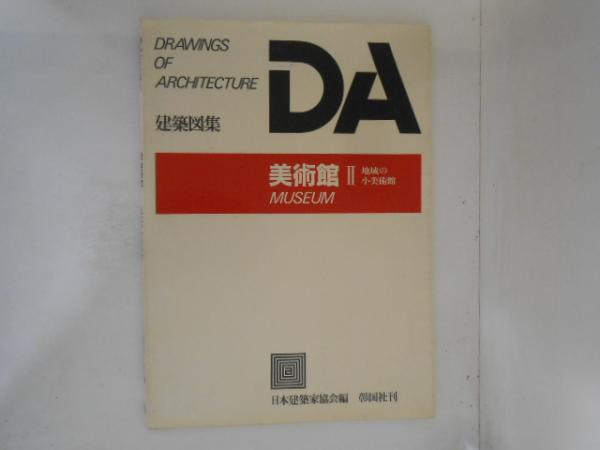 DRAWINGS
OF
ARCHITECTURE
DA
建築図集
美術館 II 地域の
小美術館
MUSEUM
日本建築家協会編 彰国社刊